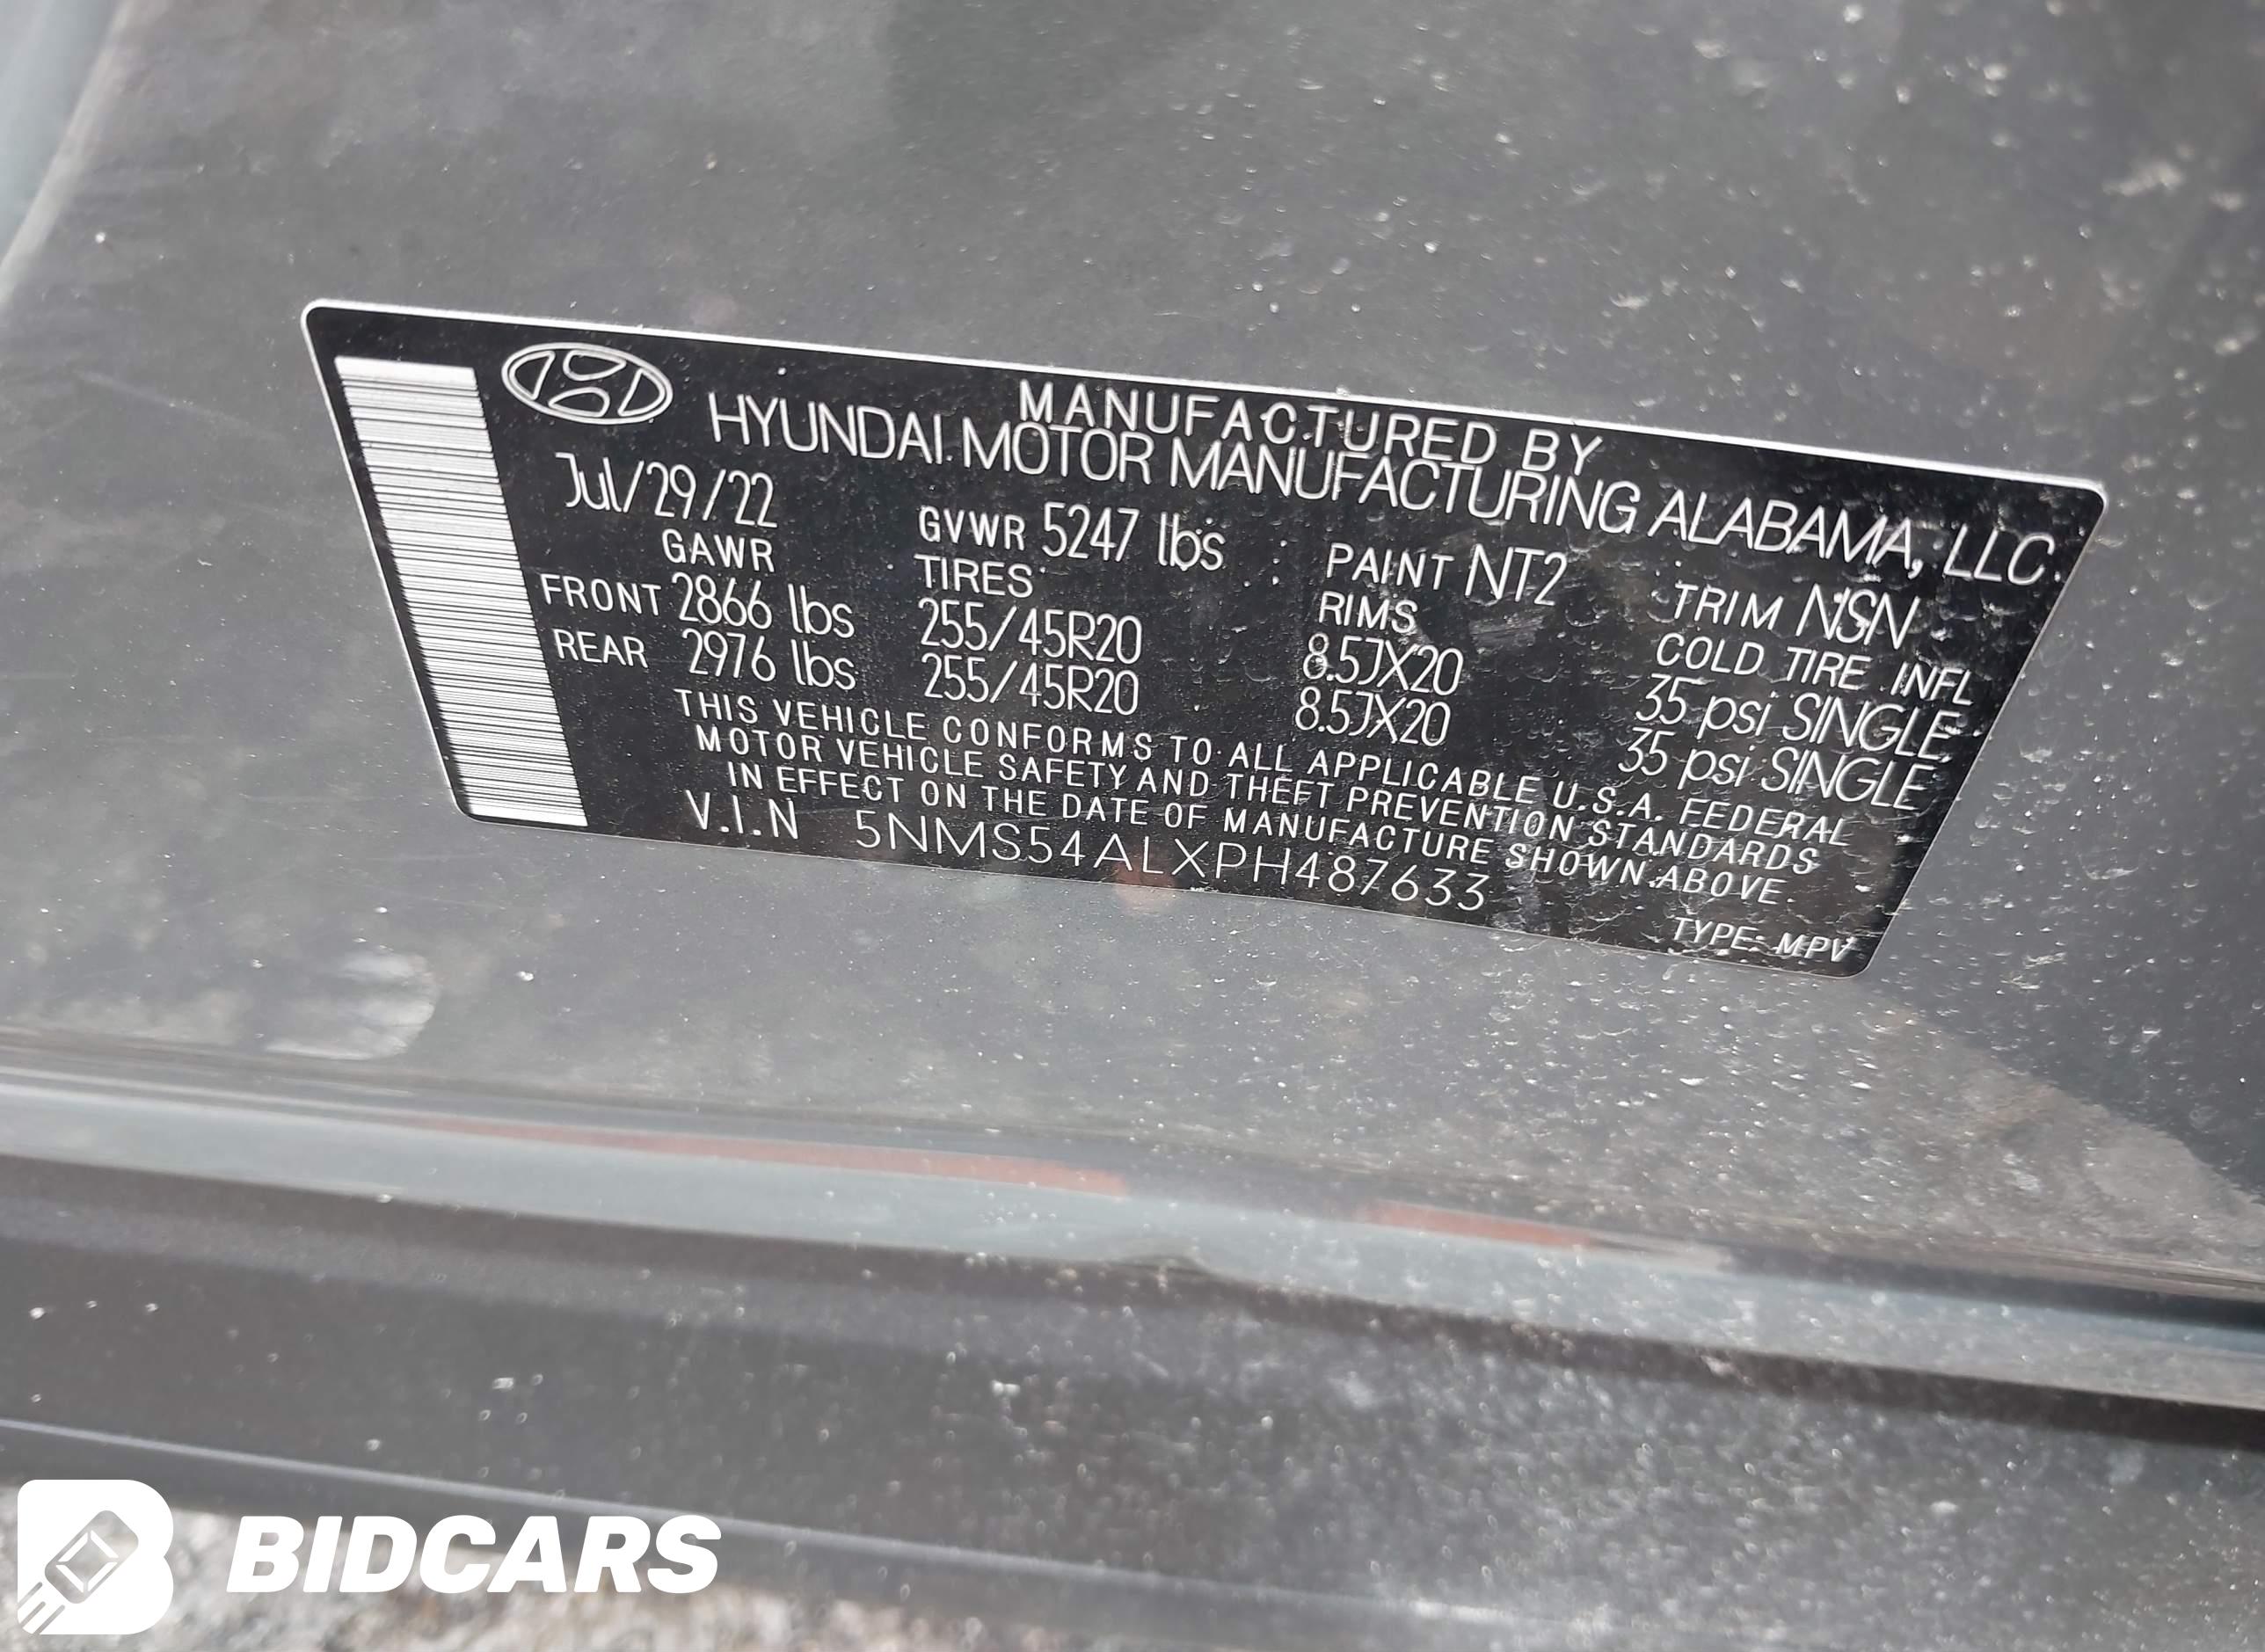 MANUFACTURED BY
HYUNDAI MOTOR MANUFACTURING ALABAMA, LLC.
Jul/29/22 GVWR 5247 lbs PAINT NT2 TRIM NSN
GAWR TIRES RIMS COLD TIRE INFL
FRONT 2866 lbs 255/45R20 8.5JX20 35 psi SINGLE
REAR 2976 lbs 255/45R20 8.5JX20 35 psi SINGLE
THIS VEHICLE CONFORMS TO ALL APPLICABLE U.S.A. FEDERAL
MOTOR VEHICLE SAFETY AND THEFT PREVENTION STANDARDS
IN EFFECT ON THE DATE OF MANUFACTURE SHOWN ABOVE.
V.I.N 5NMS54ALXPH487633
TYPE: MPV
BIDCARS